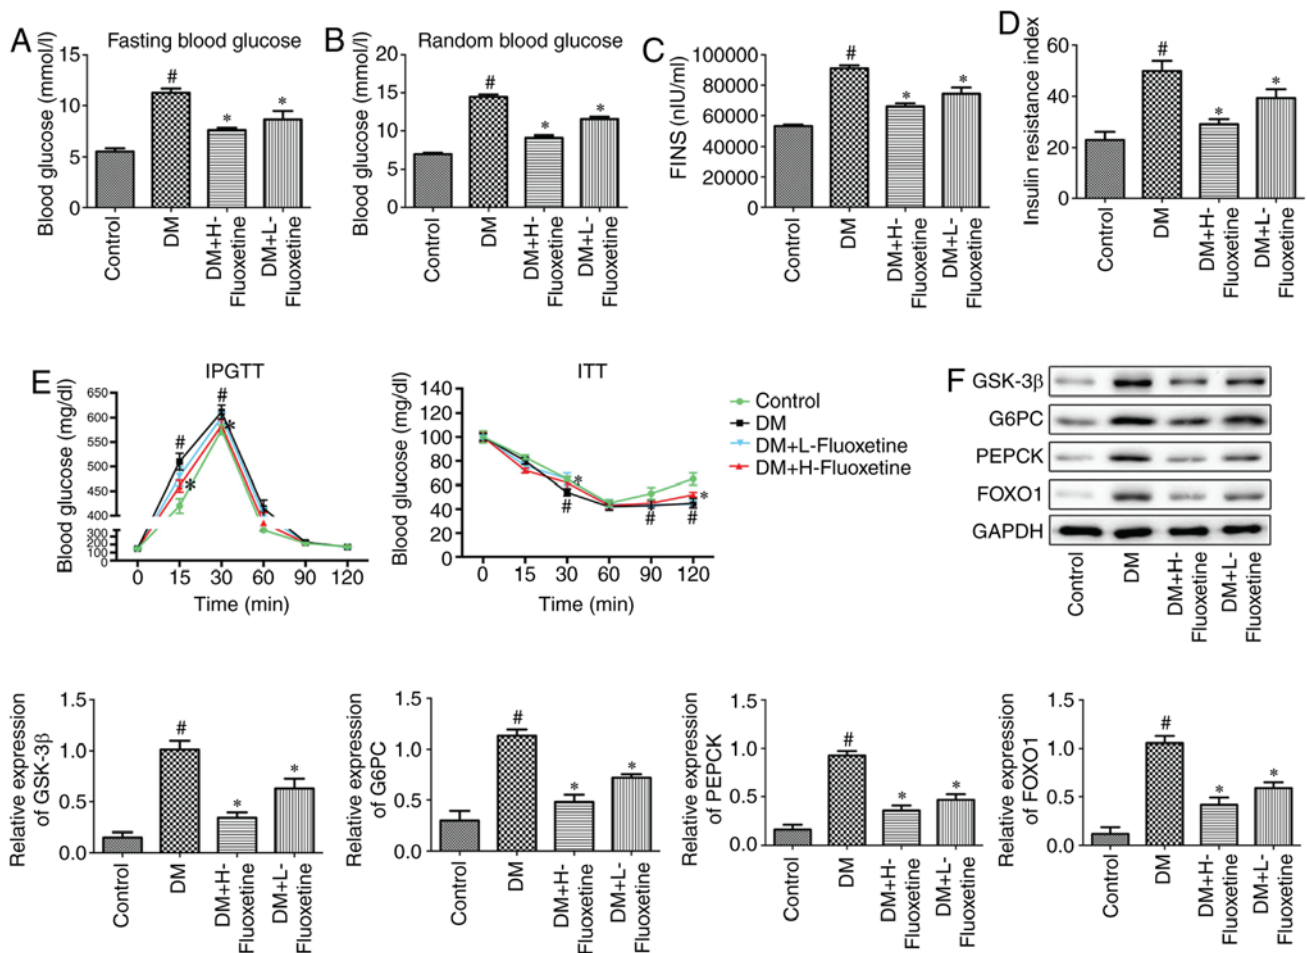 A
Fasting blood glucose
Blood glucose (mmol/l)
15
10
5
0
#
*
*
Control
DM
DM+H-
Fluoxetine
DM+L-
Fluoxetine
B
Random blood glucose
Blood glucose (mmol/l)
20
15
10
5
0
#
*
*
Control
DM
DM+H-
Fluoxetine
DM+L-
Fluoxetine
C
FINS (nIU/ml)
100000
80000
60000
40000
20000
0
#
*
*
Control
DM
DM+H-
Fluoxetine
DM+L-
Fluoxetine
D
Insulin resistance index
60
40
20
0
#
*
*
Control
DM
DM+H-
Fluoxetine
DM+L-
Fluoxetine
E
IPGTT
Blood glucose (mg/dl)
650
600
550
500
450
400
300
200
100
0
#
#
*
*
0 15 30 60 90 120
Time (min)
ITT
Blood glucose (mg/dl)
140
120
100
80
60
40
20
0
*
*
*
#
#
#
0 15 30 60 90 120
Time (min)
Control
DM
DM+L-Fluoxetine
DM+H-Fluoxetine
F
GSK-3β
G6PC
PEPCK
FOXO1
GAPDH
Control
DM
DM+H-
Fluoxetine
DM+L-
Fluoxetine
Relative expression
of GSK-3β
1.5
1.0
0.5
0.0
#
*
*
Control
DM
DM+H-
Fluoxetine
DM+L-
Fluoxetine
Relative expression
of G6PC
1.5
1.0
0.5
0.0
#
*
*
Control
DM
DM+H-
Fluoxetine
DM+L-
Fluoxetine
Relative expression
of PEPCK
1.5
1.0
0.5
0.0
#
*
*
Control
DM
DM+H-
Fluoxetine
DM+L-
Fluoxetine
Relative expression
of FOXO1
1.5
1.0
0.5
0.0
#
*
*
Control
DM
DM+H-
Fluoxetine
DM+L-
Fluoxetine